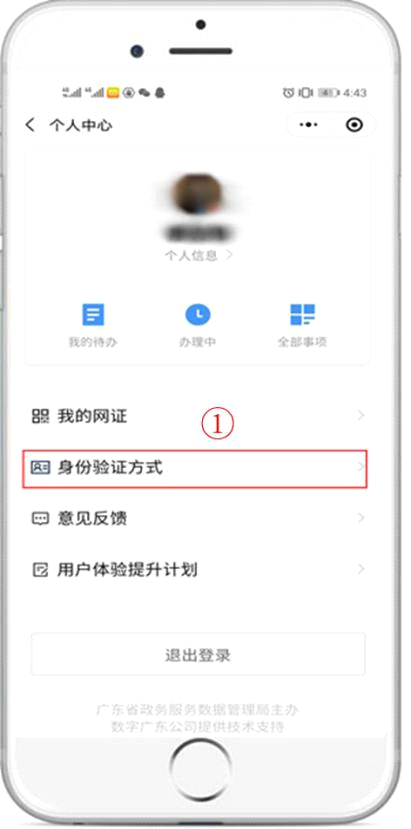 4:43
个人中心
个人信息
我的待办 办理中 全部事项
我的网证
①
身份验证方式
意见反馈
用户体验提升计划
退出登录
广东省政务服务数据管理局主办
数字广东公司提供技术支持